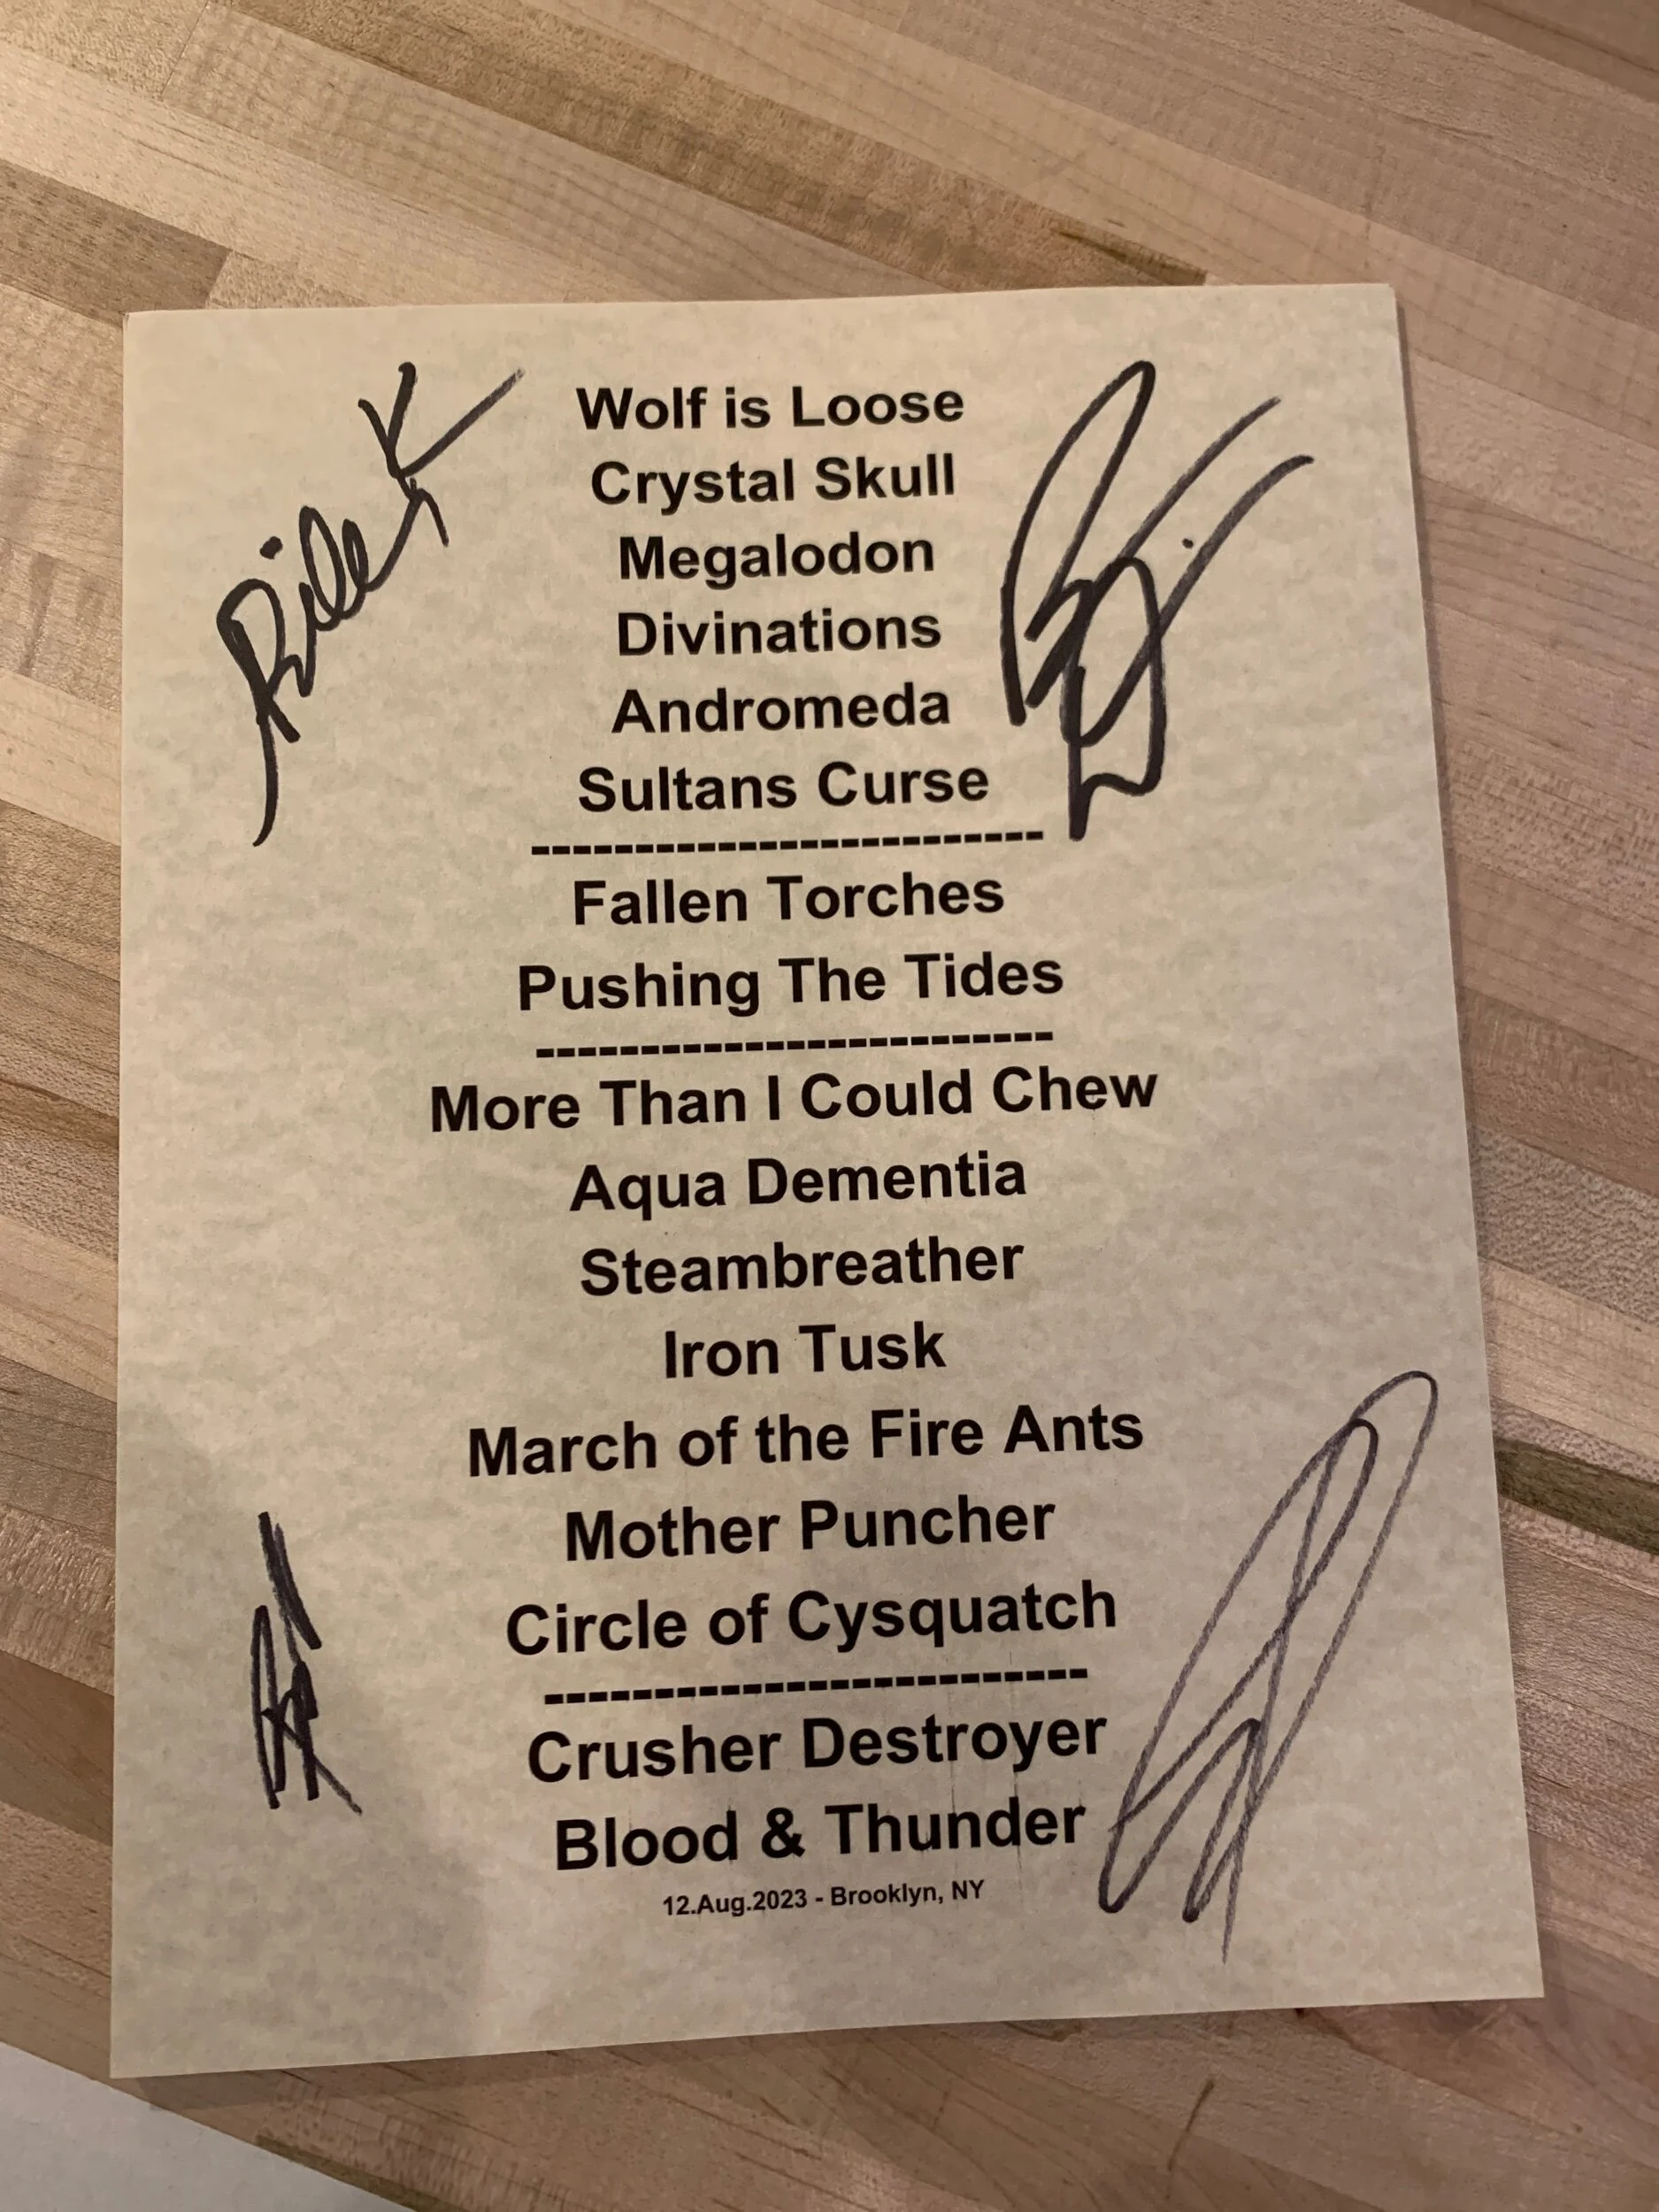 Wolf is Loose
Crystal Skull
Megalodon
Divinations
Andromeda
Sultans Curse
-------------------------
Fallen Torches
Pushing The Tides
-------------------------
More Than I Could Chew
Aqua Dementia
Steambreather
Iron Tusk
March of the Fire Ants
Mother Puncher
Circle of Cysquatch
-------------------------
Crusher Destroyer
Blood & Thunder
12.Aug.2023 - Brooklyn, NY